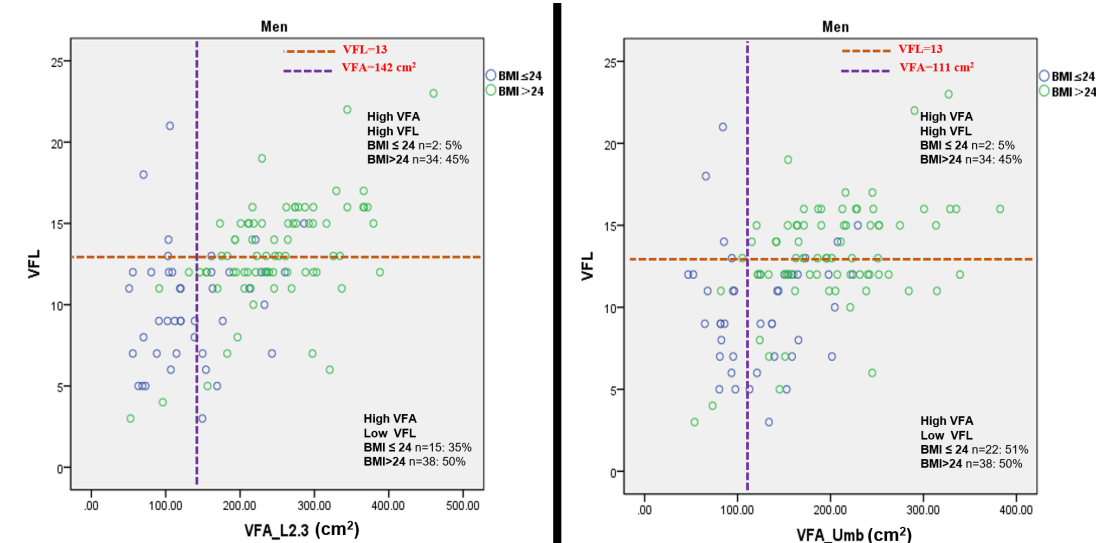 Men
VFL=13
VFA=142 cm²
BMI≤24
BMI＞24
High VFA
High VFL
BMI ≤ 24 n=2: 5%
BMI>24 n=34: 45%
High VFA
Low VFL
BMI ≤ 24 n=15: 35%
BMI>24 n=38: 50%
VFL
25
20
15
10
5
0
.00 100.00 200.00 300.00 400.00 500.00
VFA_L2.3 (cm²)
Men
VFL=13
VFA=111 cm²
BMI≤24
BMI＞24
High VFA
High VFL
BMI ≤ 24 n=2: 5%
BMI>24 n=34: 45%
High VFA
Low VFL
BMI ≤ 24 n=22: 51%
BMI>24 n=38: 50%
VFL
25
20
15
10
5
0
.00 100.00 200.00 300.00 400.00
VFA_Umb (cm²)